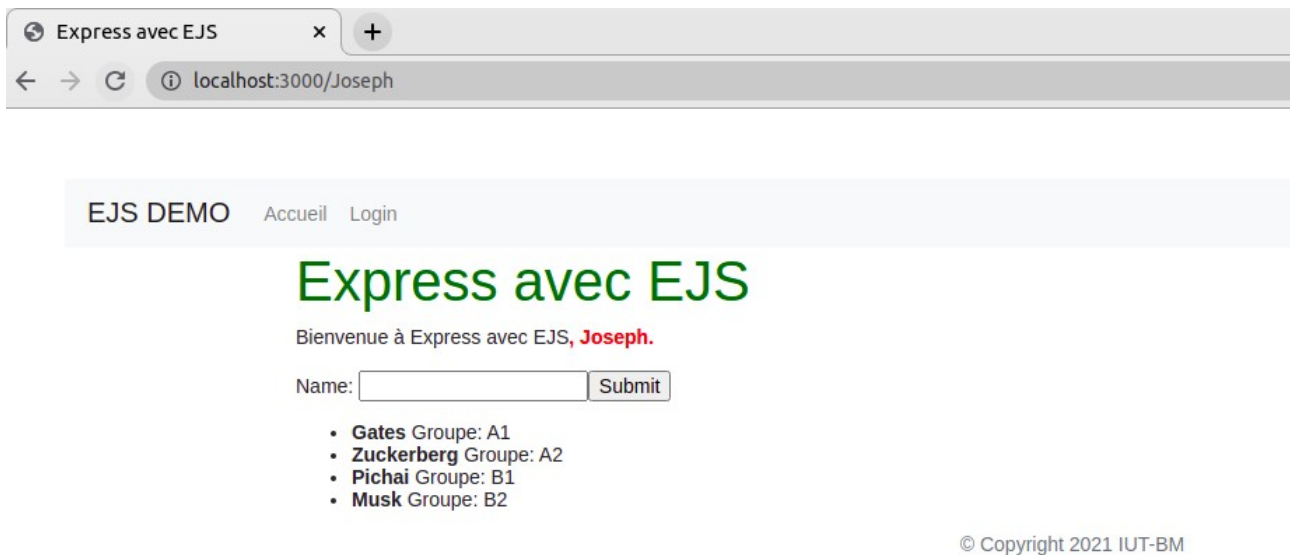 Express avec EJS
localhost:3000/Joseph
EJS DEMO Accueil Login
Express avec EJS
Bienvenue à Express avec EJS, Joseph.
Name: Submit
• Gates Groupe: A1
• Zuckerberg Groupe: A2
• Pichai Groupe: B1
• Musk Groupe: B2
© Copyright 2021 IUT-BM